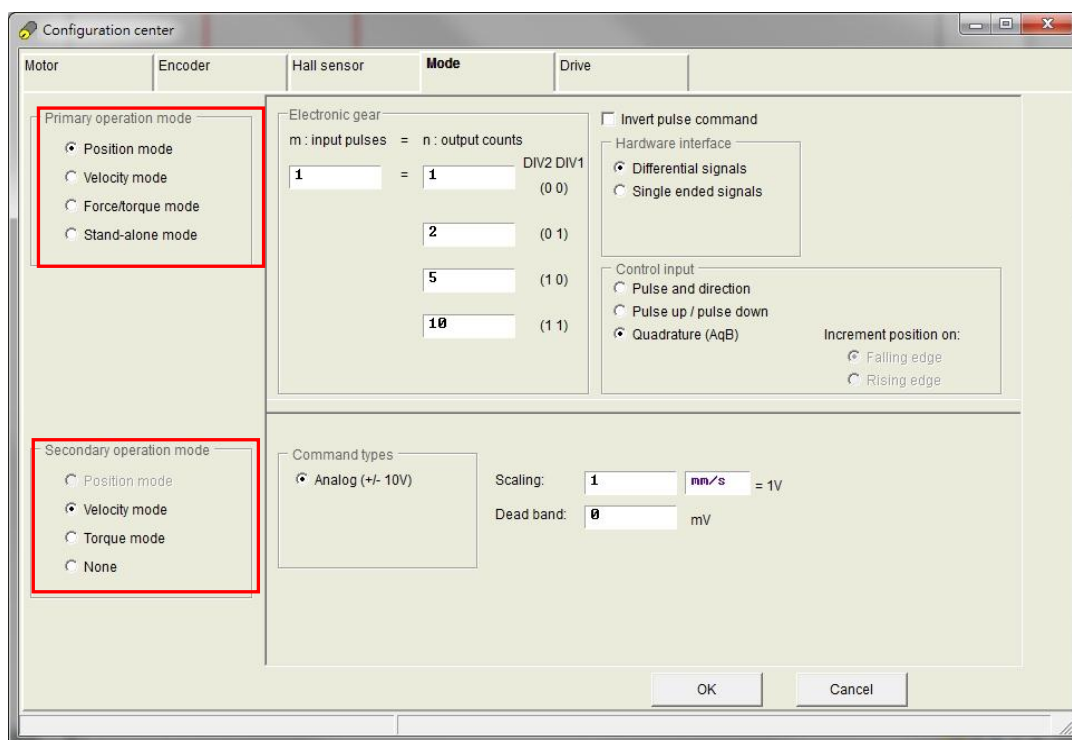 Configuration center
Motor Encoder Hall sensor Mode Drive
Primary operation mode
Position mode
Velocity mode
Force/torque mode
Stand-alone mode
Electronic gear
m : input pulses = n : output counts
DIV2 DIV1
1 = 1 (0 0)
2 (0 1)
5 (1 0)
10 (1 1)
Invert pulse command
Hardware interface
Differential signals
Single ended signals
Control input
Pulse and direction
Pulse up / pulse down
Quadrature (AqB)
Increment position on:
Falling edge
Rising edge
Secondary operation mode
Position mode
Velocity mode
Torque mode
None
Command types
Analog (+/- 10V)
Scaling: 1 mm/s = 1V
Dead band: 0 mV
OK Cancel